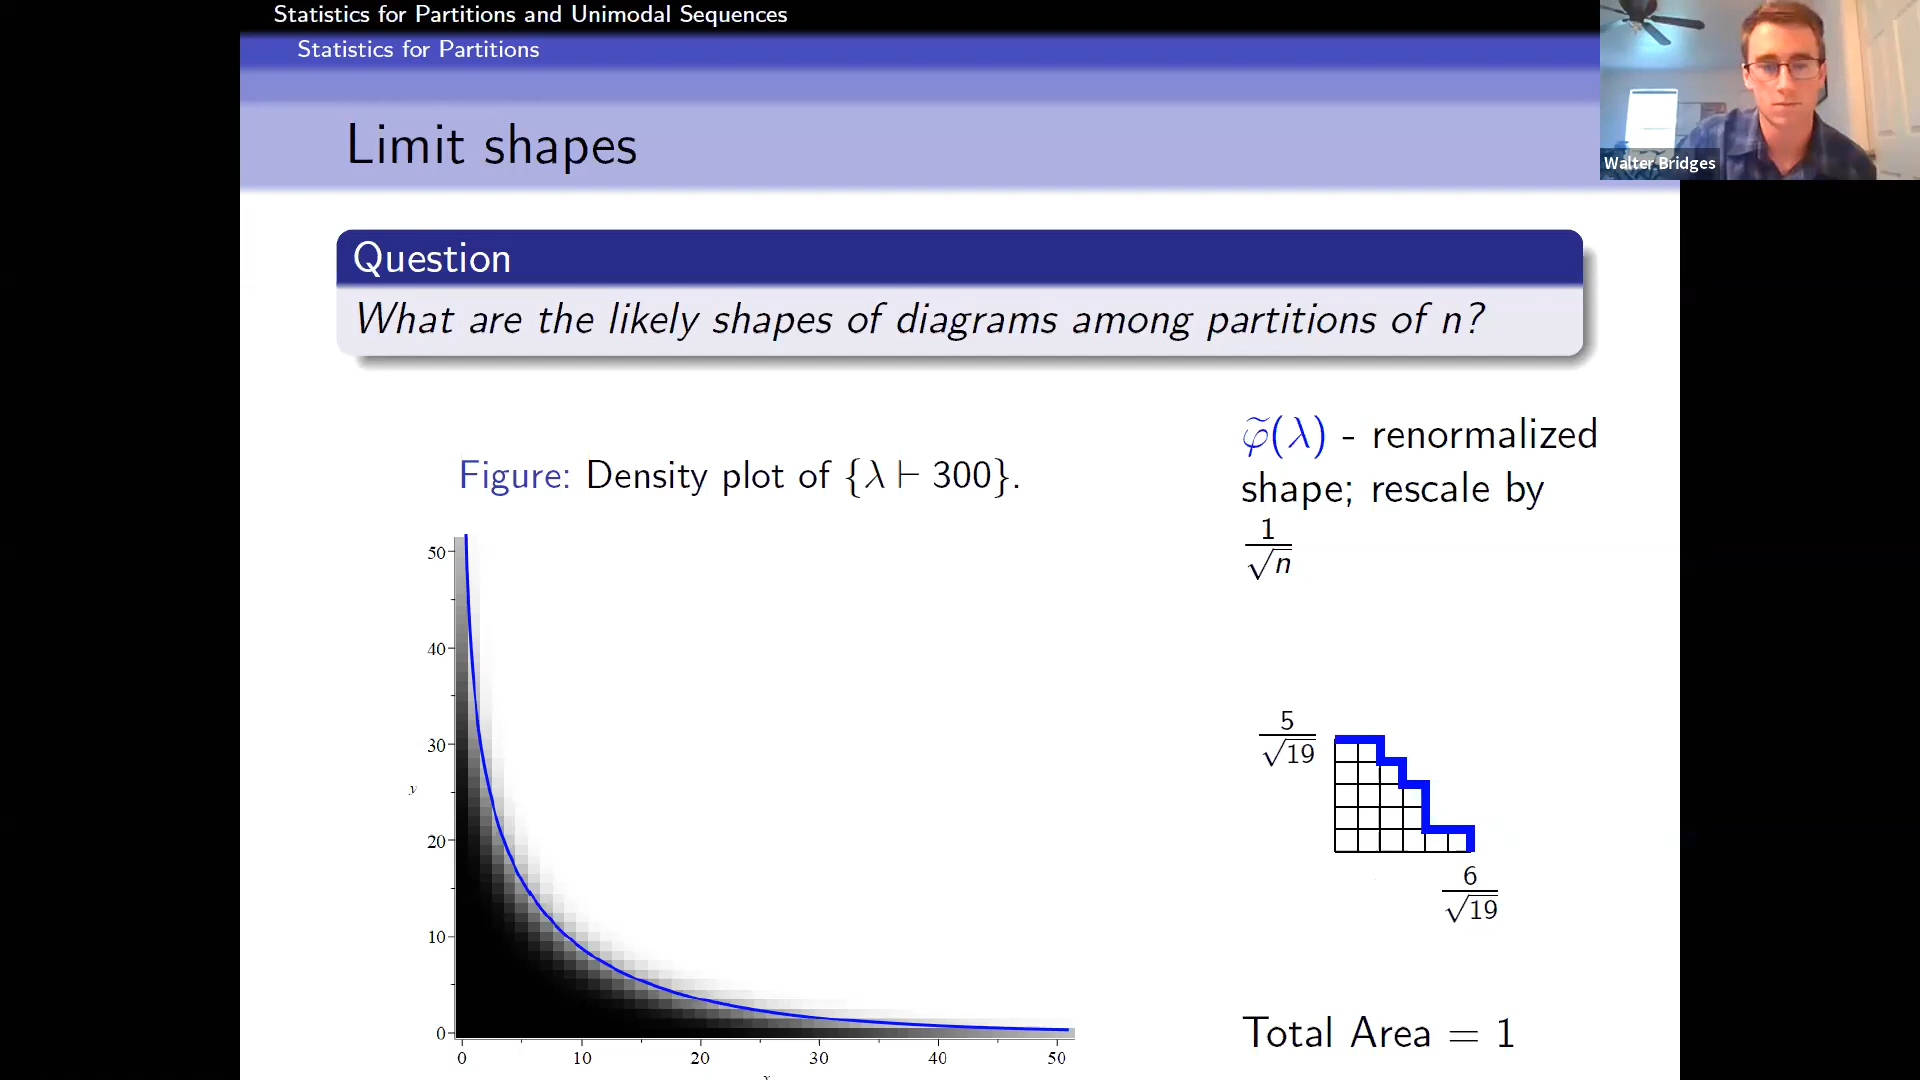 Statistics for Partitions and Unimodal Sequences
Statistics for Partitions
Limit shapes
Walter Bridges
Question
What are the likely shapes of diagrams among partitions of n?
Figure: Density plot of {λ ⊢ 300}.
50
40
30
y
20
10
0
0 10 20 30 40 50
x
φ̃(λ) - renormalized
shape; rescale by
1/√n
5/√19
6/√19
Total Area = 1